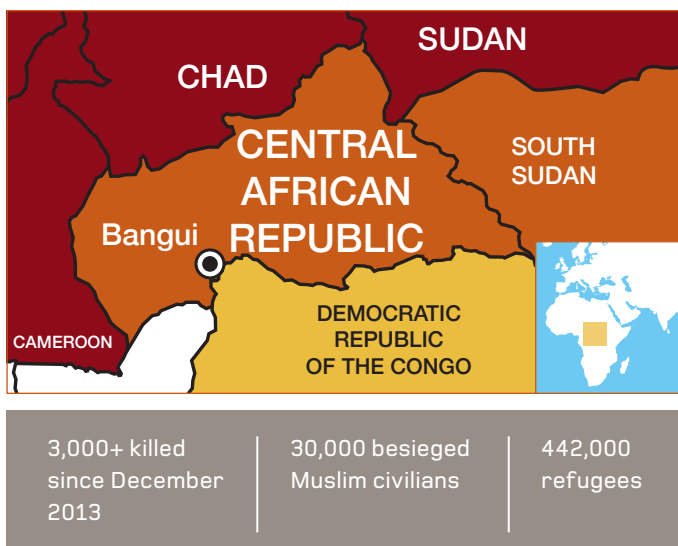 SUDAN
CHAD
CENTRAL
AFRICAN
REPUBLIC
SOUTH
SUDAN
Bangui
DEMOCRATIC
REPUBLIC
OF THE CONGO
CAMEROON
3,000+ killed
since December
2013
30,000 besieged
Muslim civilians
442,000
refugees